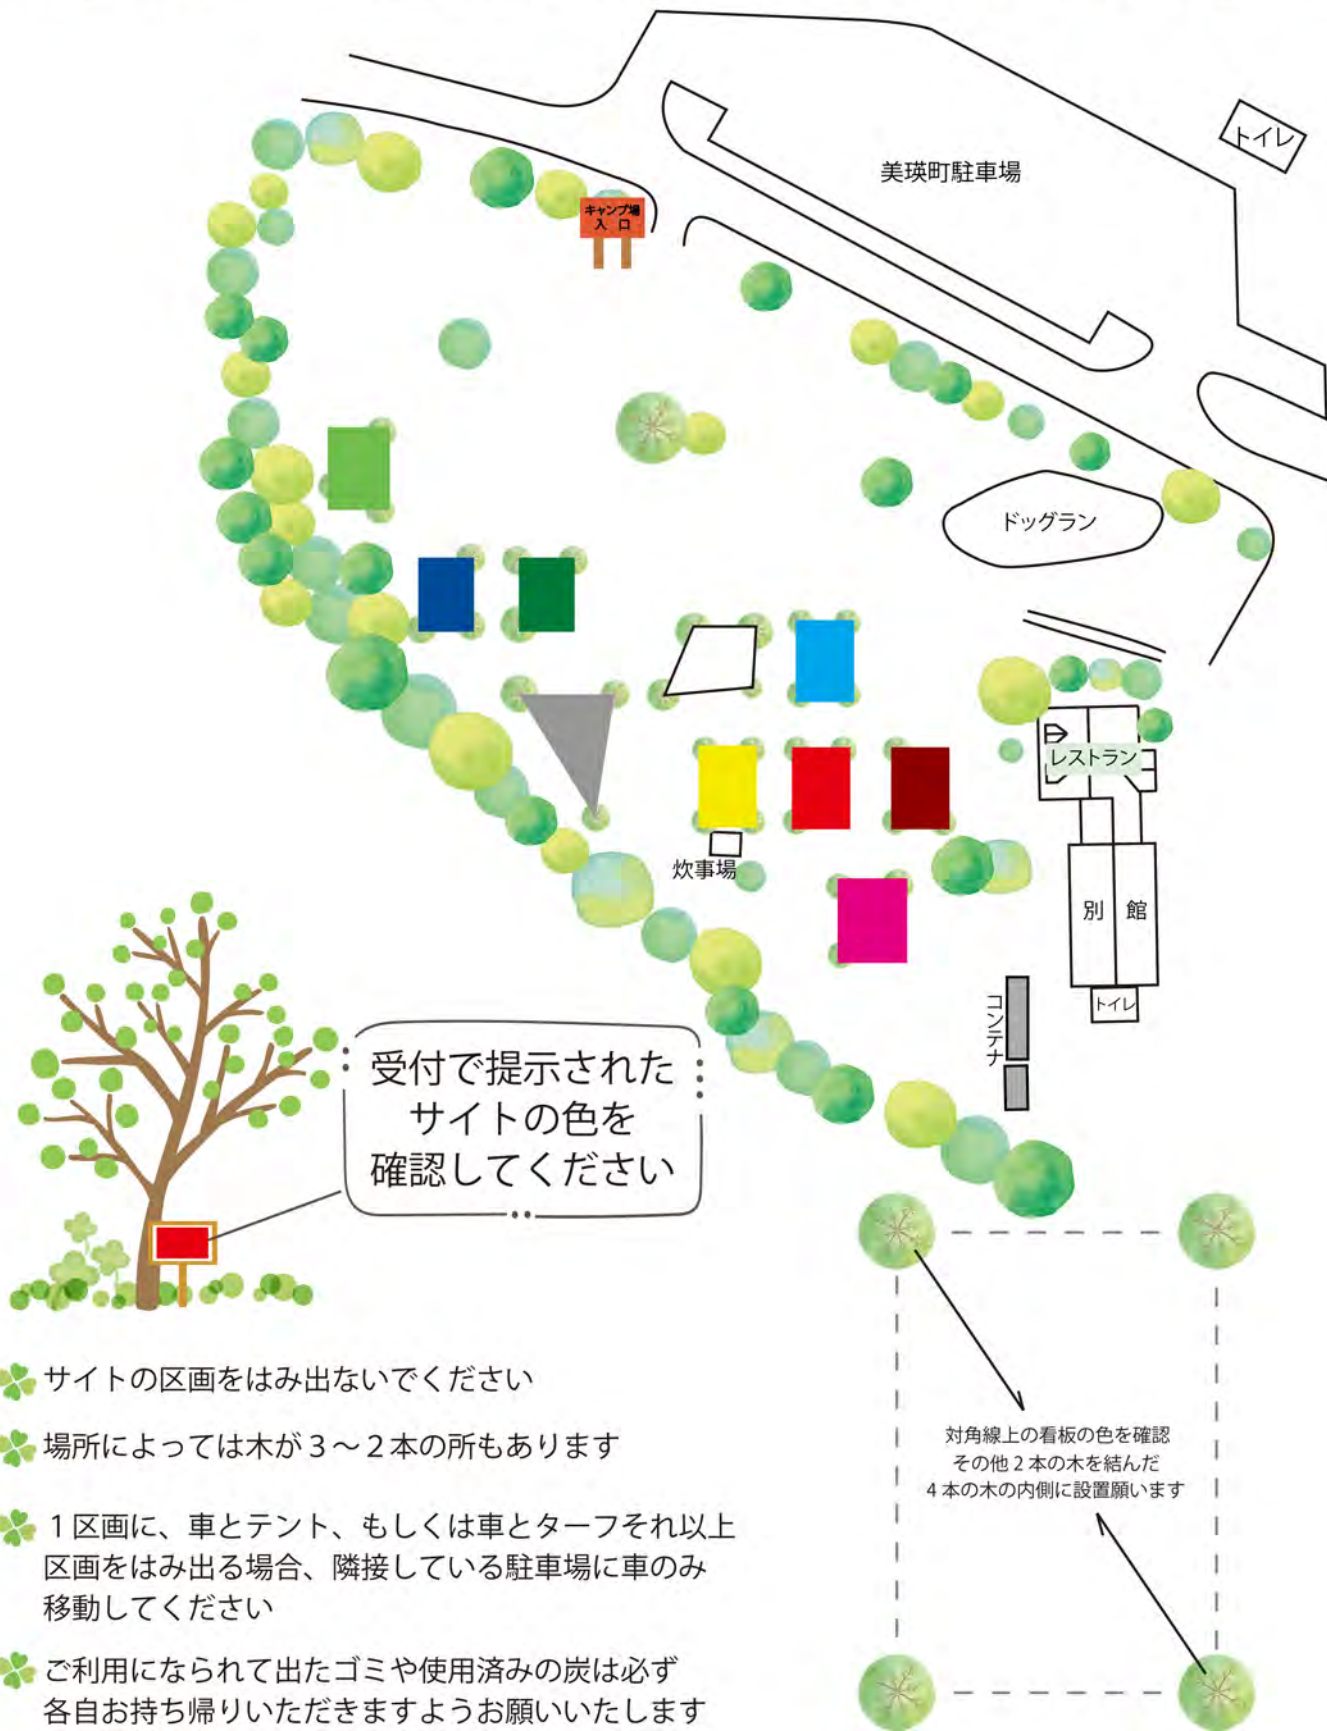 トイレ
美瑛町駐車場
キャンプ場
入 口
ドッグラン
レストラン
炊事場
別 館
トイレ
コンテナ
受付で提示された
サイトの色を
確認してください
サイトの区画をはみ出ないでください
場所によっては木が3～2本の所もあります
1区画に、車とテント、もしくは車とターフそれ以上
区画をはみ出る場合、隣接している駐車場に車のみ
移動してください
ご利用になられて出たゴミや使用済みの炭は必ず
各自お持ち帰りいただきますようお願いいたします
対角線上の看板の色を確認
その他2本の木を結んだ
4本の木の内側に設置願います